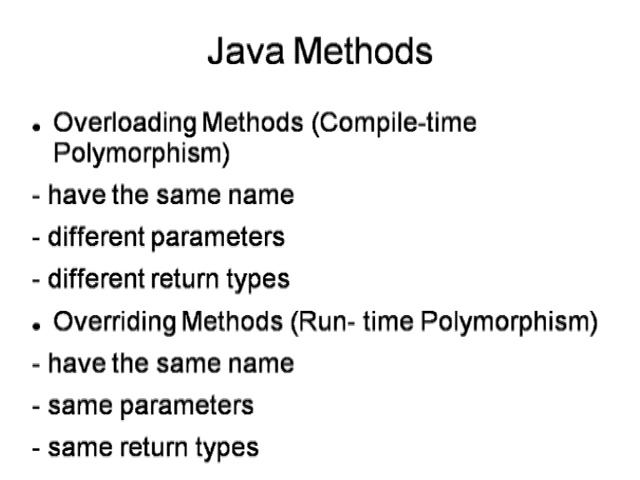 Java Methods
• Overloading Methods (Compile-time
Polymorphism)
- have the same name
- different parameters
- different return types
• Overriding Methods (Run- time Polymorphism)
- have the same name
- same parameters
- same return types